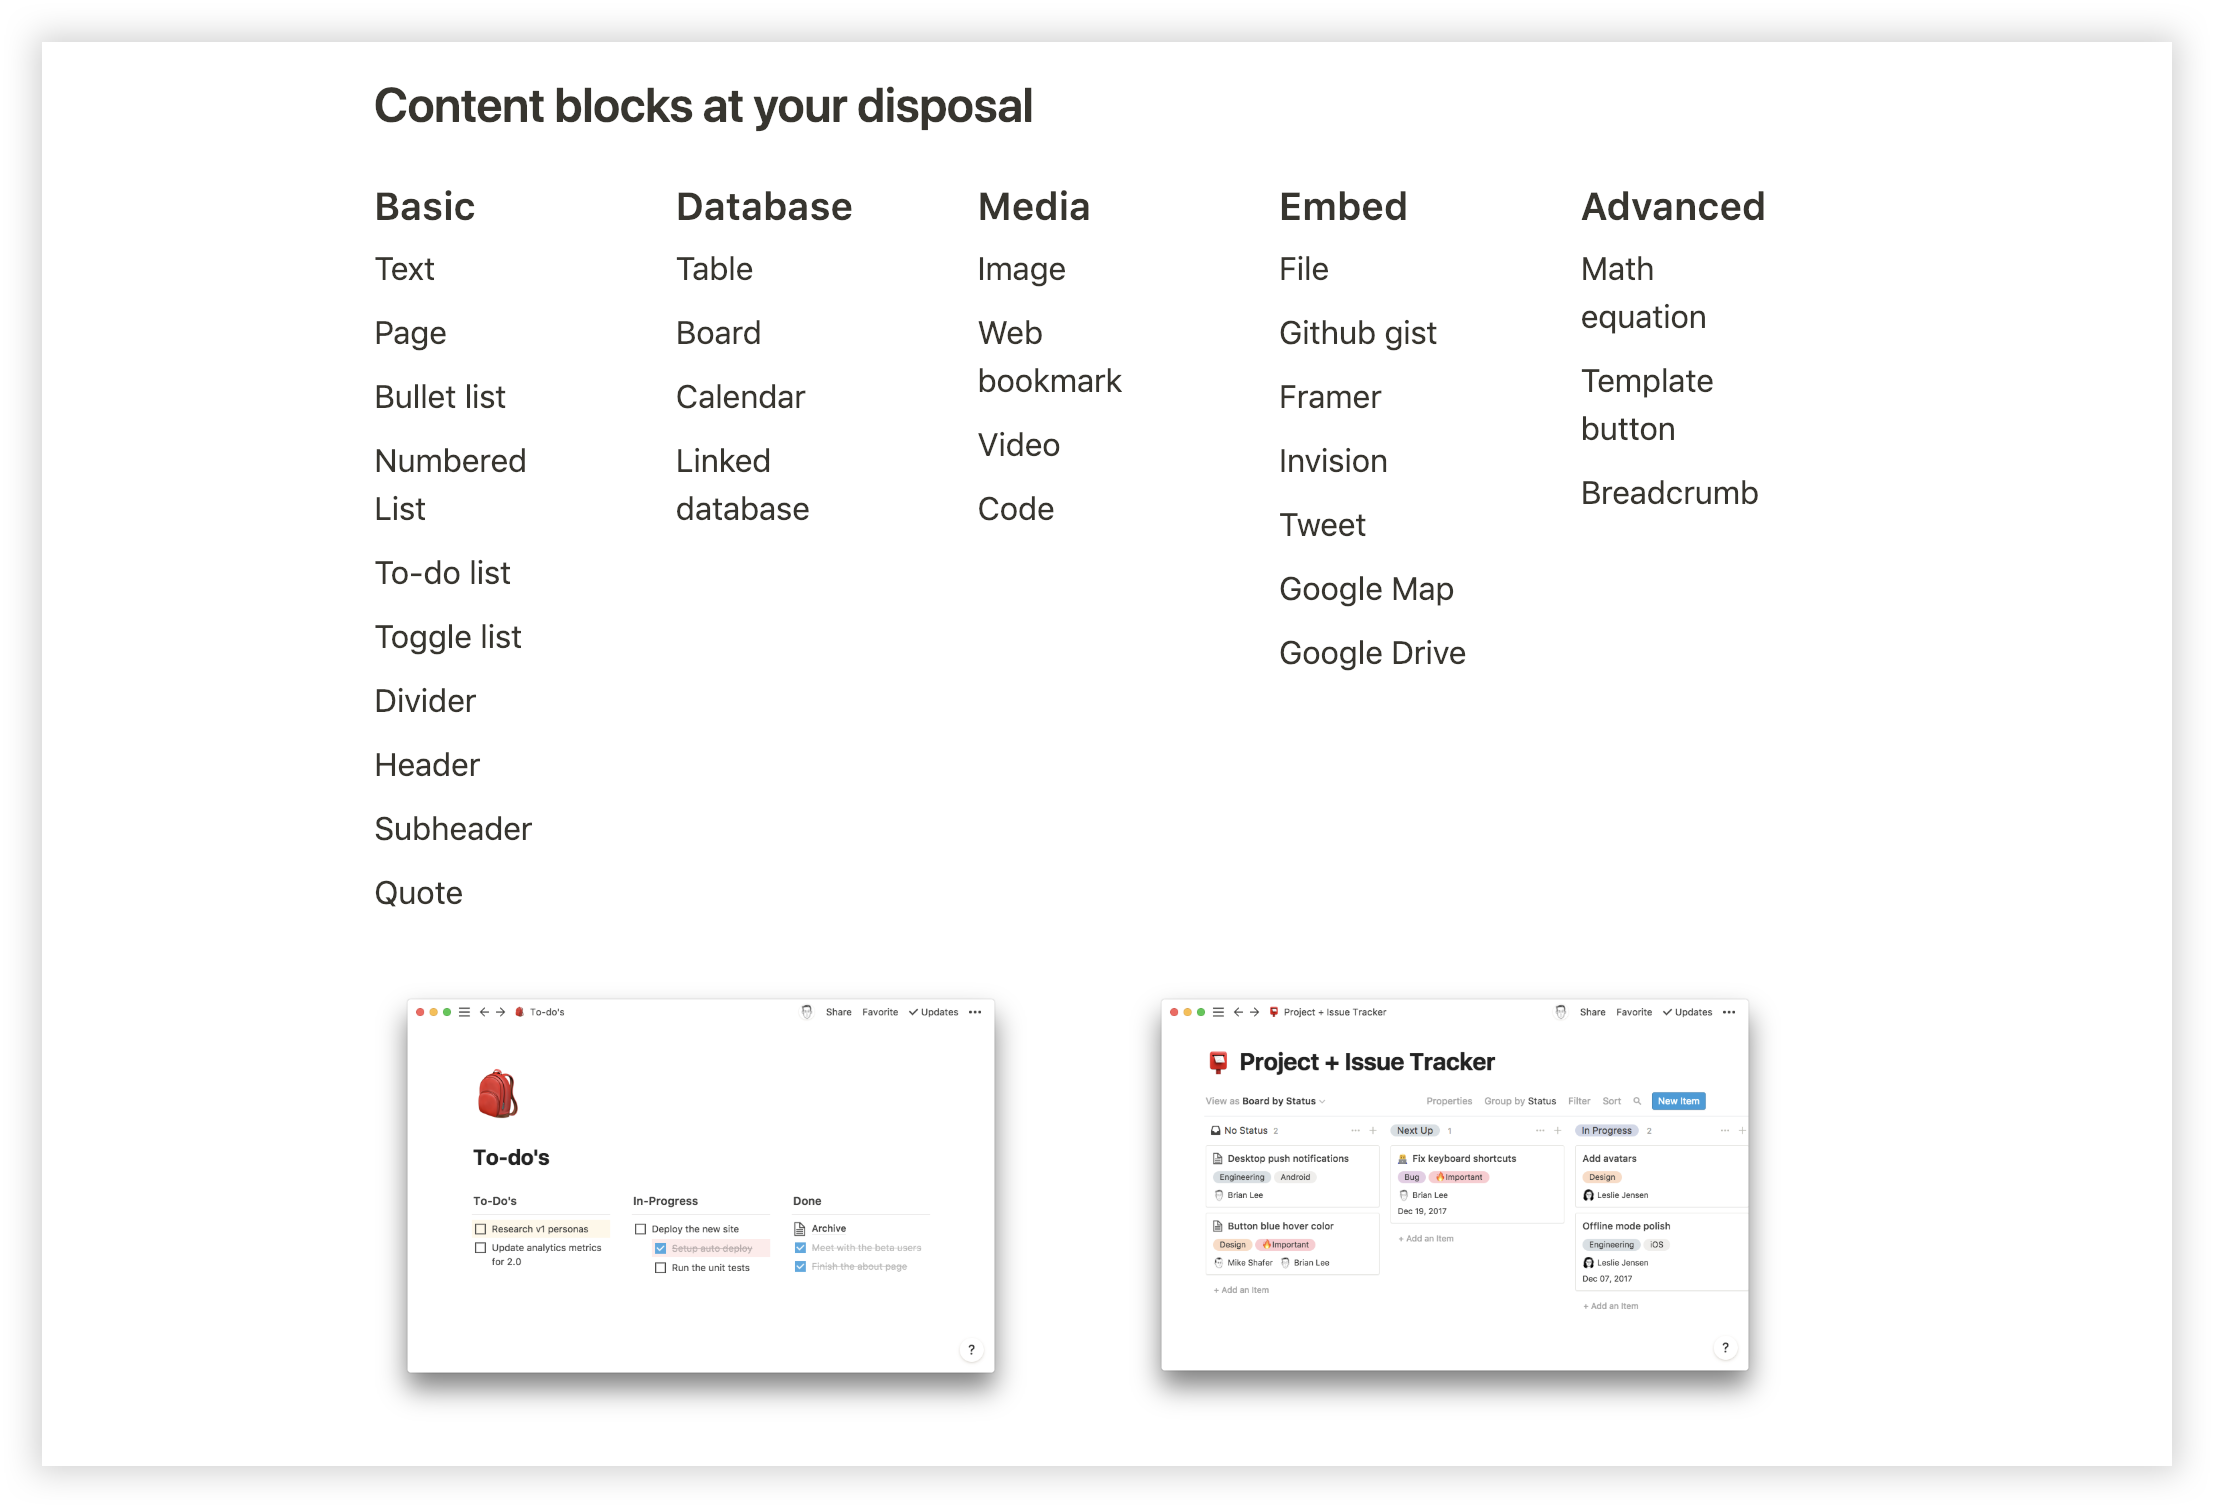 Content blocks at your disposal
Basic
Text
Page
Bullet list
Numbered
List
To-do list
Toggle list
Divider
Header
Subheader
Quote
Database
Table
Board
Calendar
Linked
database
Media
Image
Web
bookmark
Video
Code
Embed
File
Github gist
Framer
Invision
Tweet
Google Map
Google Drive
Advanced
Math
equation
Template
button
Breadcrumb
To-do's
Share Favorite Updates
To-do's
To-Do's
Research v1 personas
Update analytics metrics
for 2.0
In-Progress
Deploy the new site
Setup auto deploy
Run the unit tests
Done
Archive
Meet with the beta users
Finish the about page
?
Project + Issue Tracker
Share Favorite Updates
Project + Issue Tracker
View as Board by Status
Properties Group by Status Filter Sort New Item
No Status 2
Desktop push notifications
Engineering Android
Brian Lee
Button blue hover color
Design Important
Mike Shafer Brian Lee
+ Add an Item
Next Up 1
Fix keyboard shortcuts
Bug Important
Brian Lee
Dec 19, 2017
+ Add an Item
In Progress 2
Add avatars
Design
Leslie Jensen
Offline mode polish
Engineering iOS
Leslie Jensen
Dec 07, 2017
+ Add an Item
?